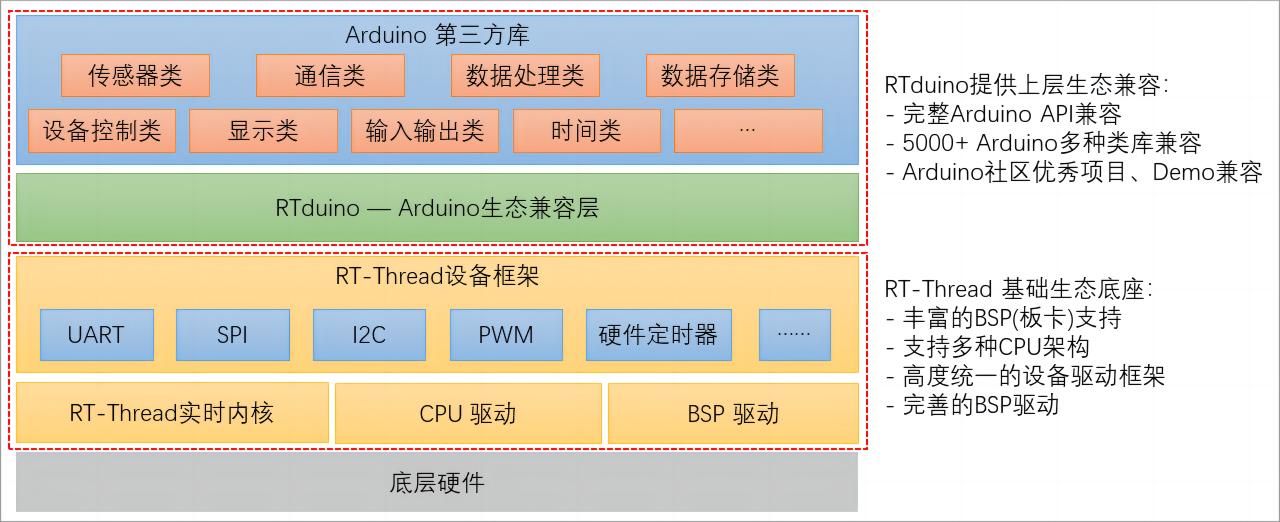 Arduino 第三方库
传感器类
通信类
数据处理类
数据存储类
设备控制类
显示类
输入输出类
时间类
...
RTduino — Arduino生态兼容层
RTduino提供上层生态兼容：
- 完整Arduino API兼容
- 5000+ Arduino多种类库兼容
- Arduino社区优秀项目、Demo兼容
RT-Thread设备框架
UART
SPI
I2C
PWM
硬件定时器
......
RT-Thread实时内核
CPU 驱动
BSP 驱动
RT-Thread 基础生态底座：
- 丰富的BSP(板卡)支持
- 支持多种CPU架构
- 高度统一的设备驱动框架
- 完善的BSP驱动
底层硬件